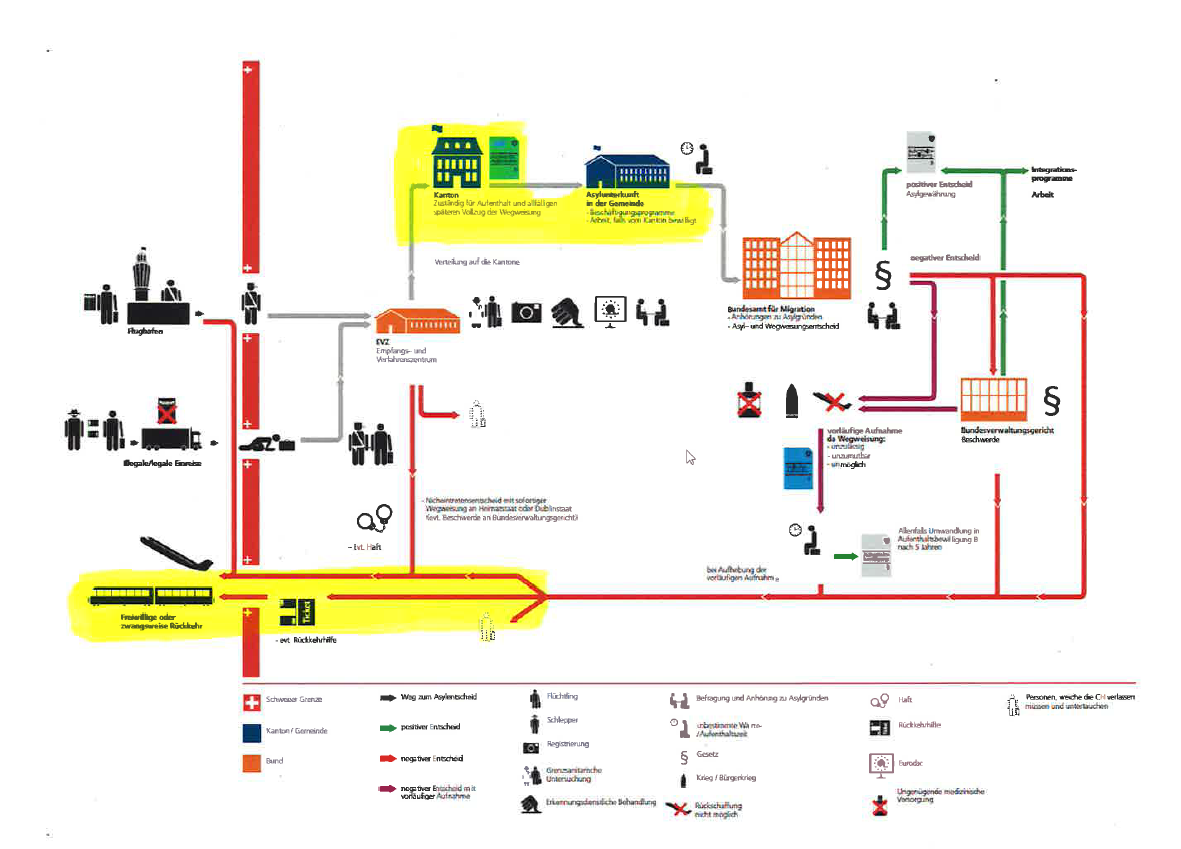 Kanton
Zuständig für Aufenthalt und allfälligen
späteren Vollzug der Wegweisung
Asylunterkunft
in der Gemeinde
- Beschäftigungsprogramme
- Arbeit, falls vom Kanton bewilligt
positiver Entscheid
Asylgewährung
Integrations-
programme
Arbeit
Verteilung auf die Kantone
negativer Entscheid
§
Bundesamt für Migration
- Anhörungen zu Asylgründen
- Asyl- und Wegweisungsentscheid
Flughafen
EVZ
Empfangs- und
Verfahrenszentrum
§
Bundesverwaltungsgericht
Beschwerde
vorläufige Aufnahme
da Wegweisung:
- unzulässig
- unzumutbar
- unmöglich
Illegale/legale Einreise
- Nichteintretensentscheid mit sofortiger
Wegweisung an Heimatstaat oder Dublinstaat
(evt. Beschwerde an Bundesverwaltungsgericht)
- Evt. Haft
Allenfalls Umwandlung in
Aufenthaltsbewilligung B
nach 5 Jahren
bei Aufhebung der
vorläufigen Aufnahme
Freiwillige oder
zwangsweise Rückkehr
Ticket
- evt. Rückkehrhilfe
Schweizer Grenze
Kanton / Gemeinde
Bund
Weg zum Asylentscheid
positiver Entscheid
negativer Entscheid
negativer Entscheid mit
vorläufiger Aufnahme
Flüchtling
Schlepper
Registrierung
Grenzsanitarische
Untersuchung
Erkennungsdienstliche Behandlung
Befragung und Anhörung zu Asylgründen
unbestimmte Warte-
/Aufenthaltszeit
§ Gesetz
Krieg / Bürgerkrieg
Rückschaffung
nicht möglich
Haft
Rückkehrhilfe
Eurodac
Ungenügende medizinische
Versorgung
Personen, welche die CH verlassen
müssen und untertauchen